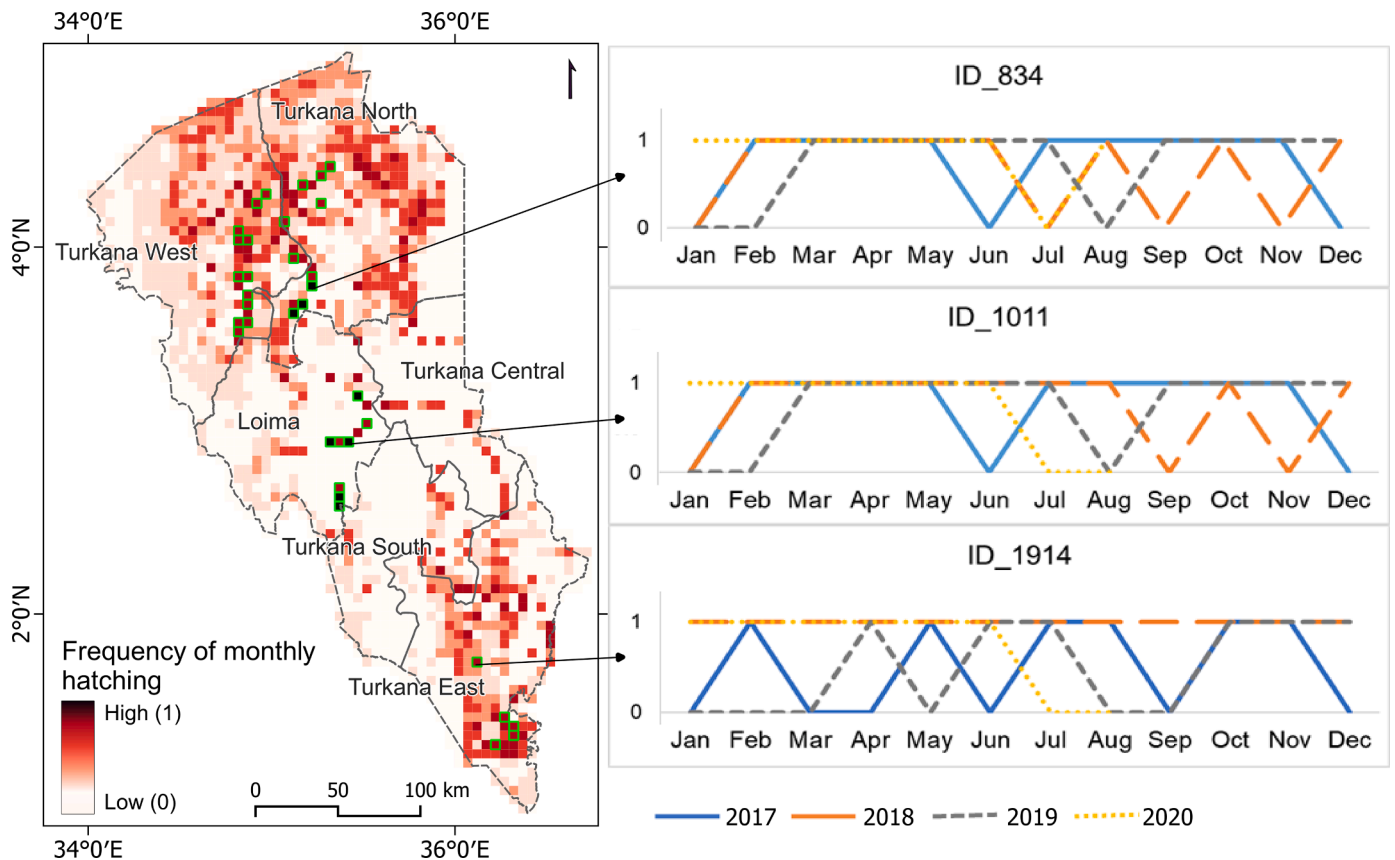 34°0′E 36°0′E
4°0′N
2°0′N
Turkana North
Turkana West
Turkana Central
Loima
Turkana South
Turkana East
Frequency of monthly
hatching
High (1)
Low (0)
0 50 100 km
34°0′E 36°0′E
ID_834
1
0
Jan Feb Mar Apr May Jun Jul Aug Sep Oct Nov Dec
ID_1011
1
0
Jan Feb Mar Apr May Jun Jul Aug Sep Oct Nov Dec
ID_1914
1
0
Jan Feb Mar Apr May Jun Jul Aug Sep Oct Nov Dec
2017 2018 2019 2020